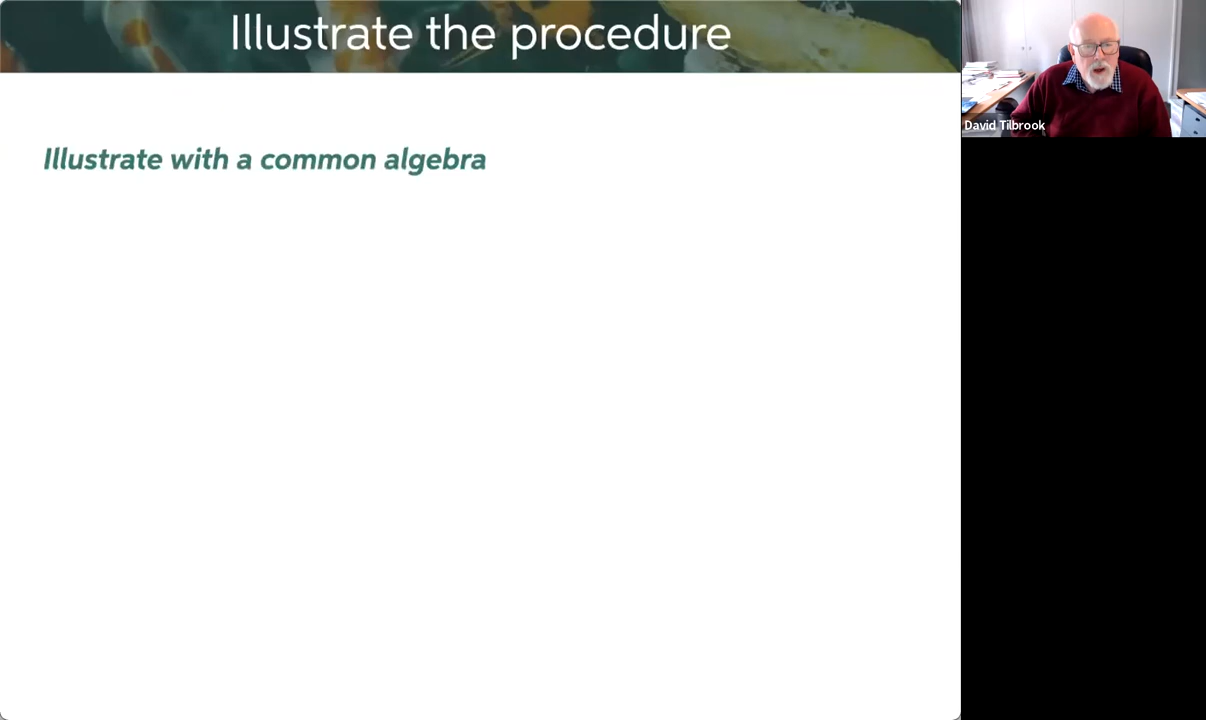 Illustrate the procedure
Illustrate with a common algebra
David Tilbrook